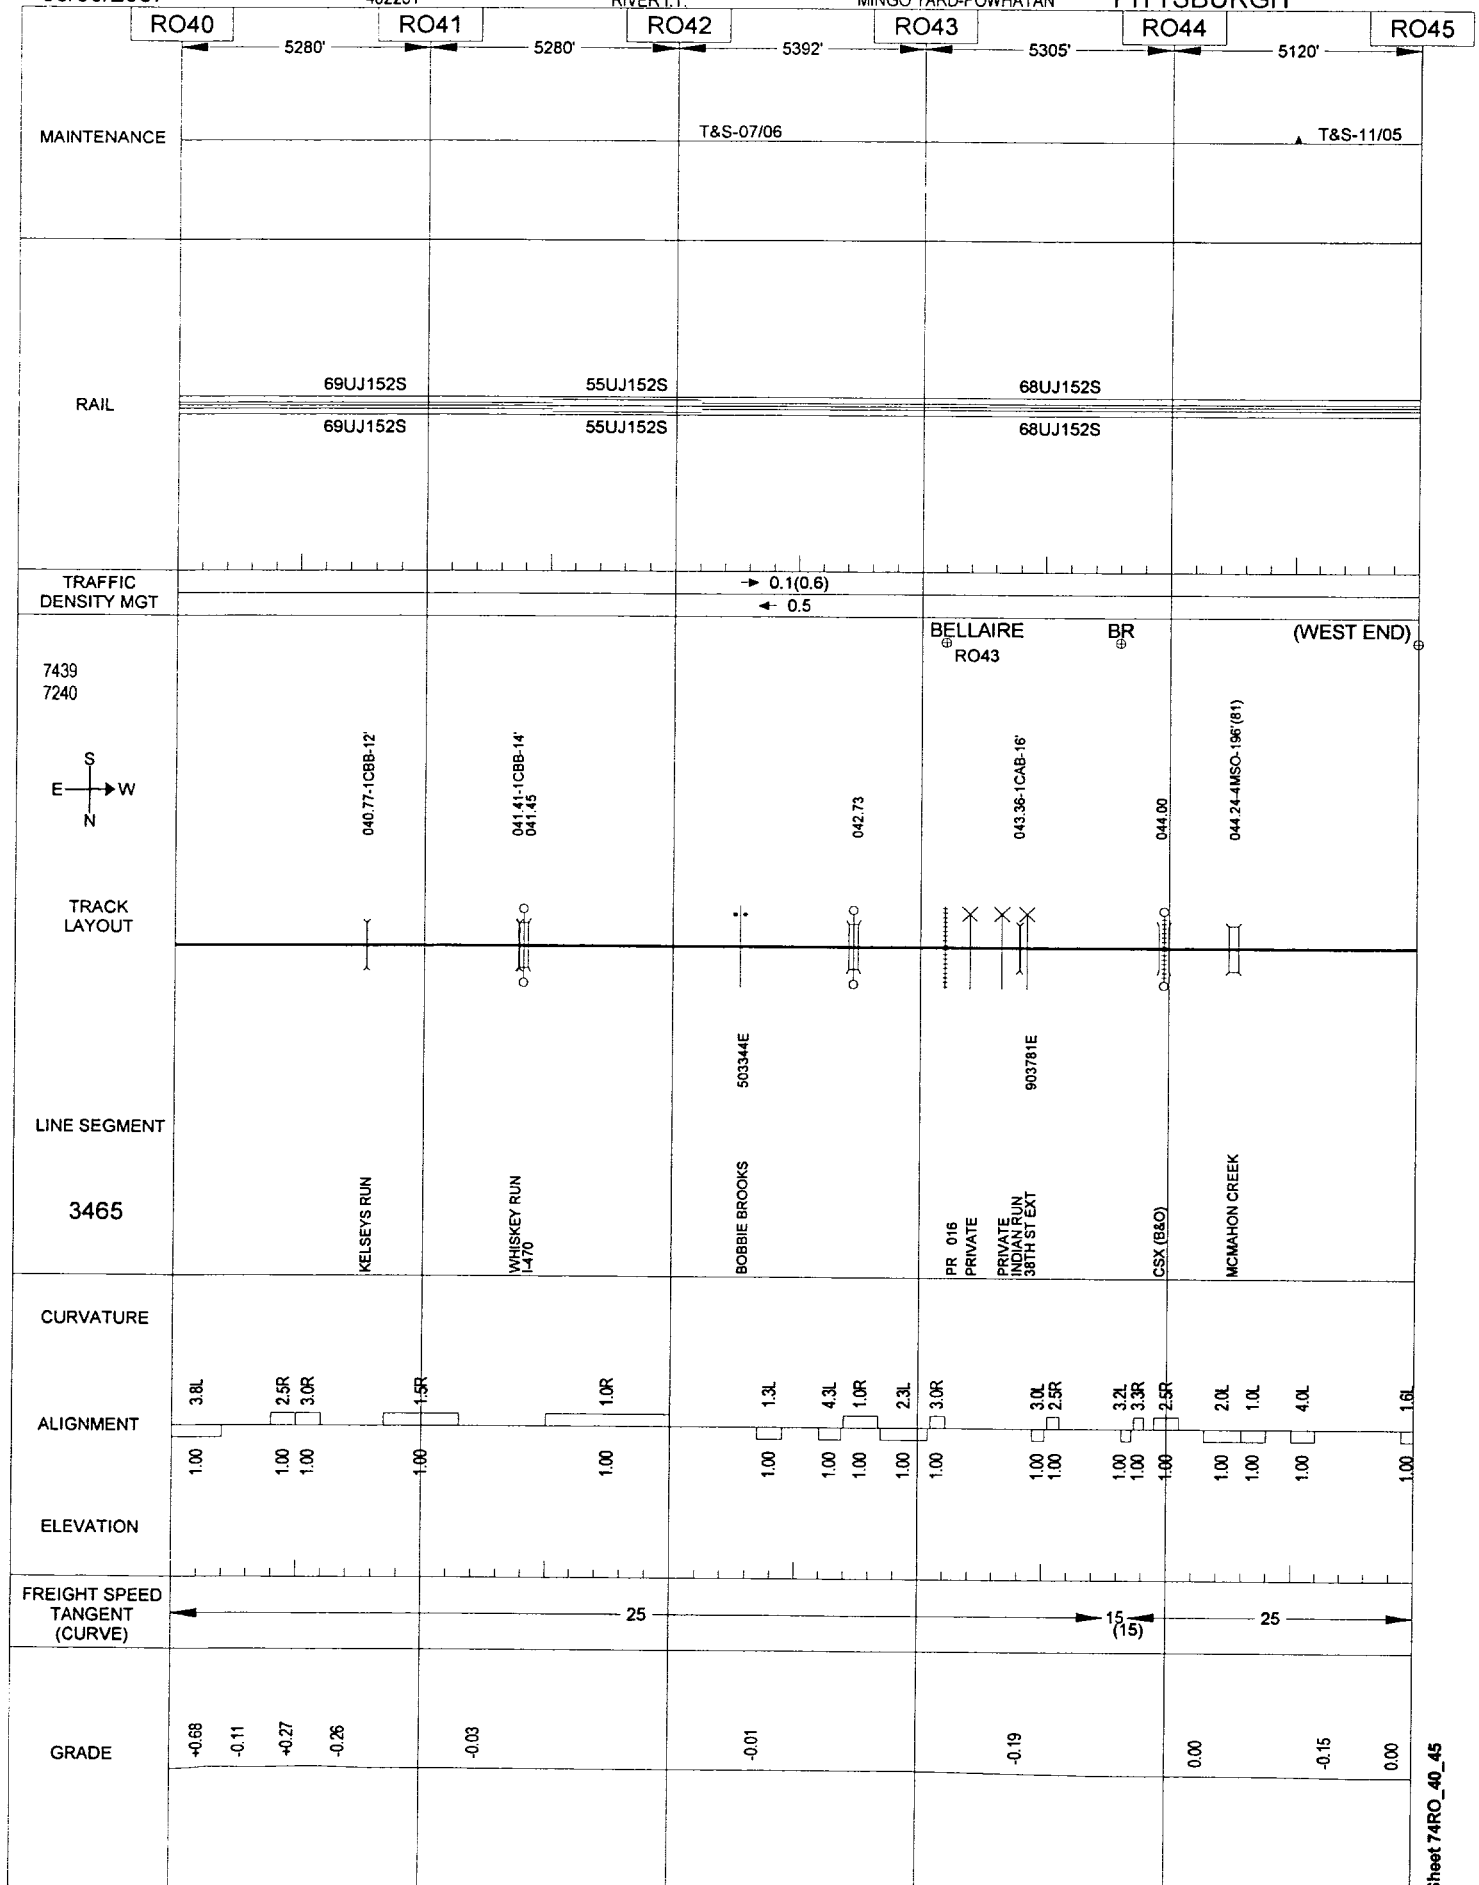 RIVER I.T.
MINGO YARD-POWHATAN
PITTSBURGH
RO40 RO41 RO42 RO43 RO44 RO45
5280' 5280' 5392' 5305' 5120'
MAINTENANCE
T&S-07/06 T&S-11/05
69UJ152S 55UJ152S 68UJ152S
RAIL
69UJ152S 55UJ152S 68UJ152S
TRAFFIC
DENSITY MGT
0.1(0.6)
0.5
BELLAIRE BR (WEST END)
RO43
7439
7240
S
E W
N
040.77-1CBB-12'
041.41-1CBB-14'
041.45
042.73
043.36-1CAB-16'
044.00
044.24-4MSO-196'(81)
TRACK
LAYOUT
503344E
903781E
LINE SEGMENT
3465
KELSEYS RUN
WHISKEY RUN
I-470
BOBBIE BROOKS
PR 016
PRIVATE
PRIVATE
INDIAN RUN
38TH ST EXT
CSX (B&O)
MCMAHON CREEK
CURVATURE
3.8L 2.5R 3.0R 1.5R 1.0R 1.3L 4.3L 1.0R 2.3L 3.0R 3.0L 2.5R 3.2L 3.3R 2.5R 2.0L 1.0L 4.0L 1.6L
ALIGNMENT
1.00 1.00 1.00 1.00 1.00 1.00 1.00 1.00 1.00 1.00 1.00 1.00 1.00 1.00 1.00 1.00 1.00 1.00 1.00
ELEVATION
FREIGHT SPEED
TANGENT
(CURVE)
25 15 25
(15)
GRADE
+0.68 -0.11 +0.27 -0.26 -0.03 -0.01 -0.19 0.00 -0.15 0.00
Sheet 74RO_40_45